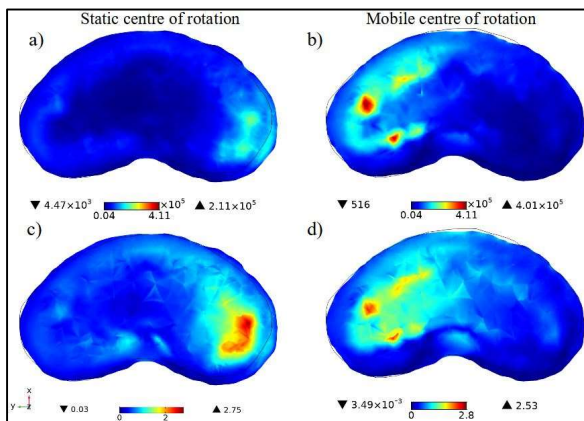 Static centre of rotation
Mobile centre of rotation
a)
b)
▼ 4.47×10³
×10⁵
▲ 2.11×10⁵
0.04
4.11
▼ 516
×10⁵
▲ 4.01×10⁵
0.04
4.11
c)
d)
x
y
z
▼ 0.03
0
2
▲ 2.75
▼ 3.49×10⁻³
0
2.8
▲ 2.53